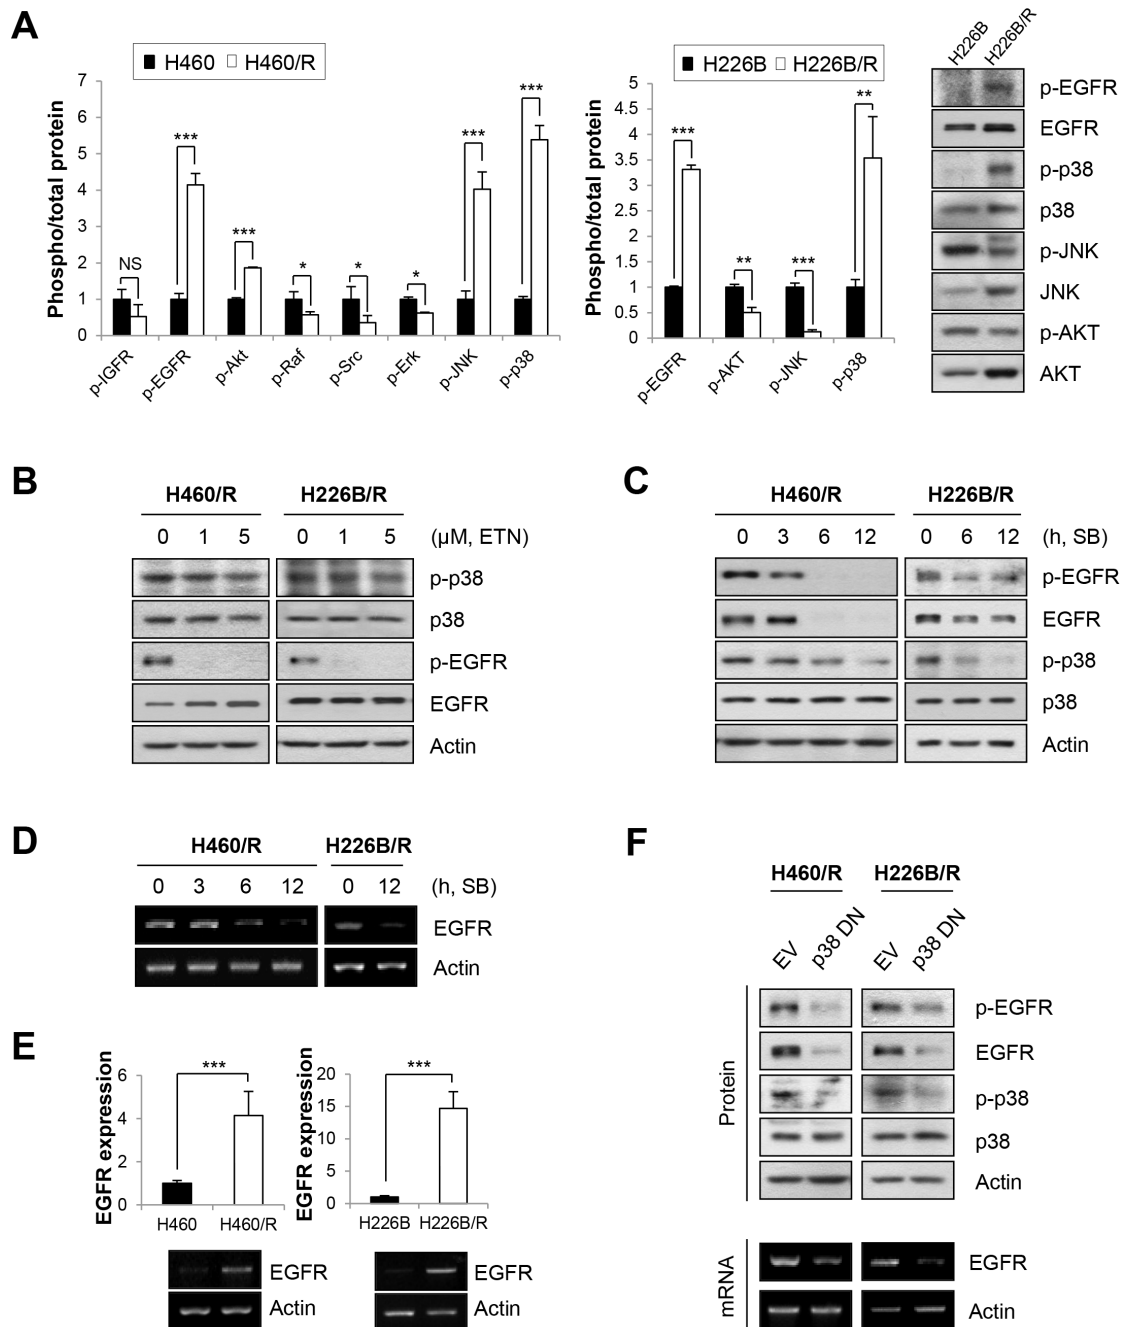 A
H460 H460/R
Phospho/total protein
7
6
5
4
3
2
1
0
NS
***
***
*
*
*
***
***
p-IGFR
p-EGFR
p-Akt
p-Raf
p-Src
p-Erk
p-JNK
p-p38
H226B H226B/R
Phospho/total protein
5
4.5
4
3.5
3
2.5
2
1.5
1
0.5
0
***
**
***
**
p-EGFR
p-AKT
p-JNK
p-p38
H226B
H226B/R
p-EGFR
EGFR
p-p38
p38
p-JNK
JNK
p-AKT
AKT
B
H460/R H226B/R
0 1 5 0 1 5 (µM, ETN)
p-p38
p38
p-EGFR
EGFR
Actin
C
H460/R H226B/R
0 3 6 12 0 6 12 (h, SB)
p-EGFR
EGFR
p-p38
p38
Actin
D
H460/R H226B/R
0 3 6 12 0 12 (h, SB)
EGFR
Actin
E
EGFR expression
6
4
2
0
***
H460 H460/R
EGFR
Actin
EGFR expression
20
15
10
5
0
***
H226B H226B/R
EGFR
Actin
F
H460/R H226B/R
EV
p38 DN
EV
p38 DN
Protein
p-EGFR
EGFR
p-p38
p38
Actin
mRNA
EGFR
Actin